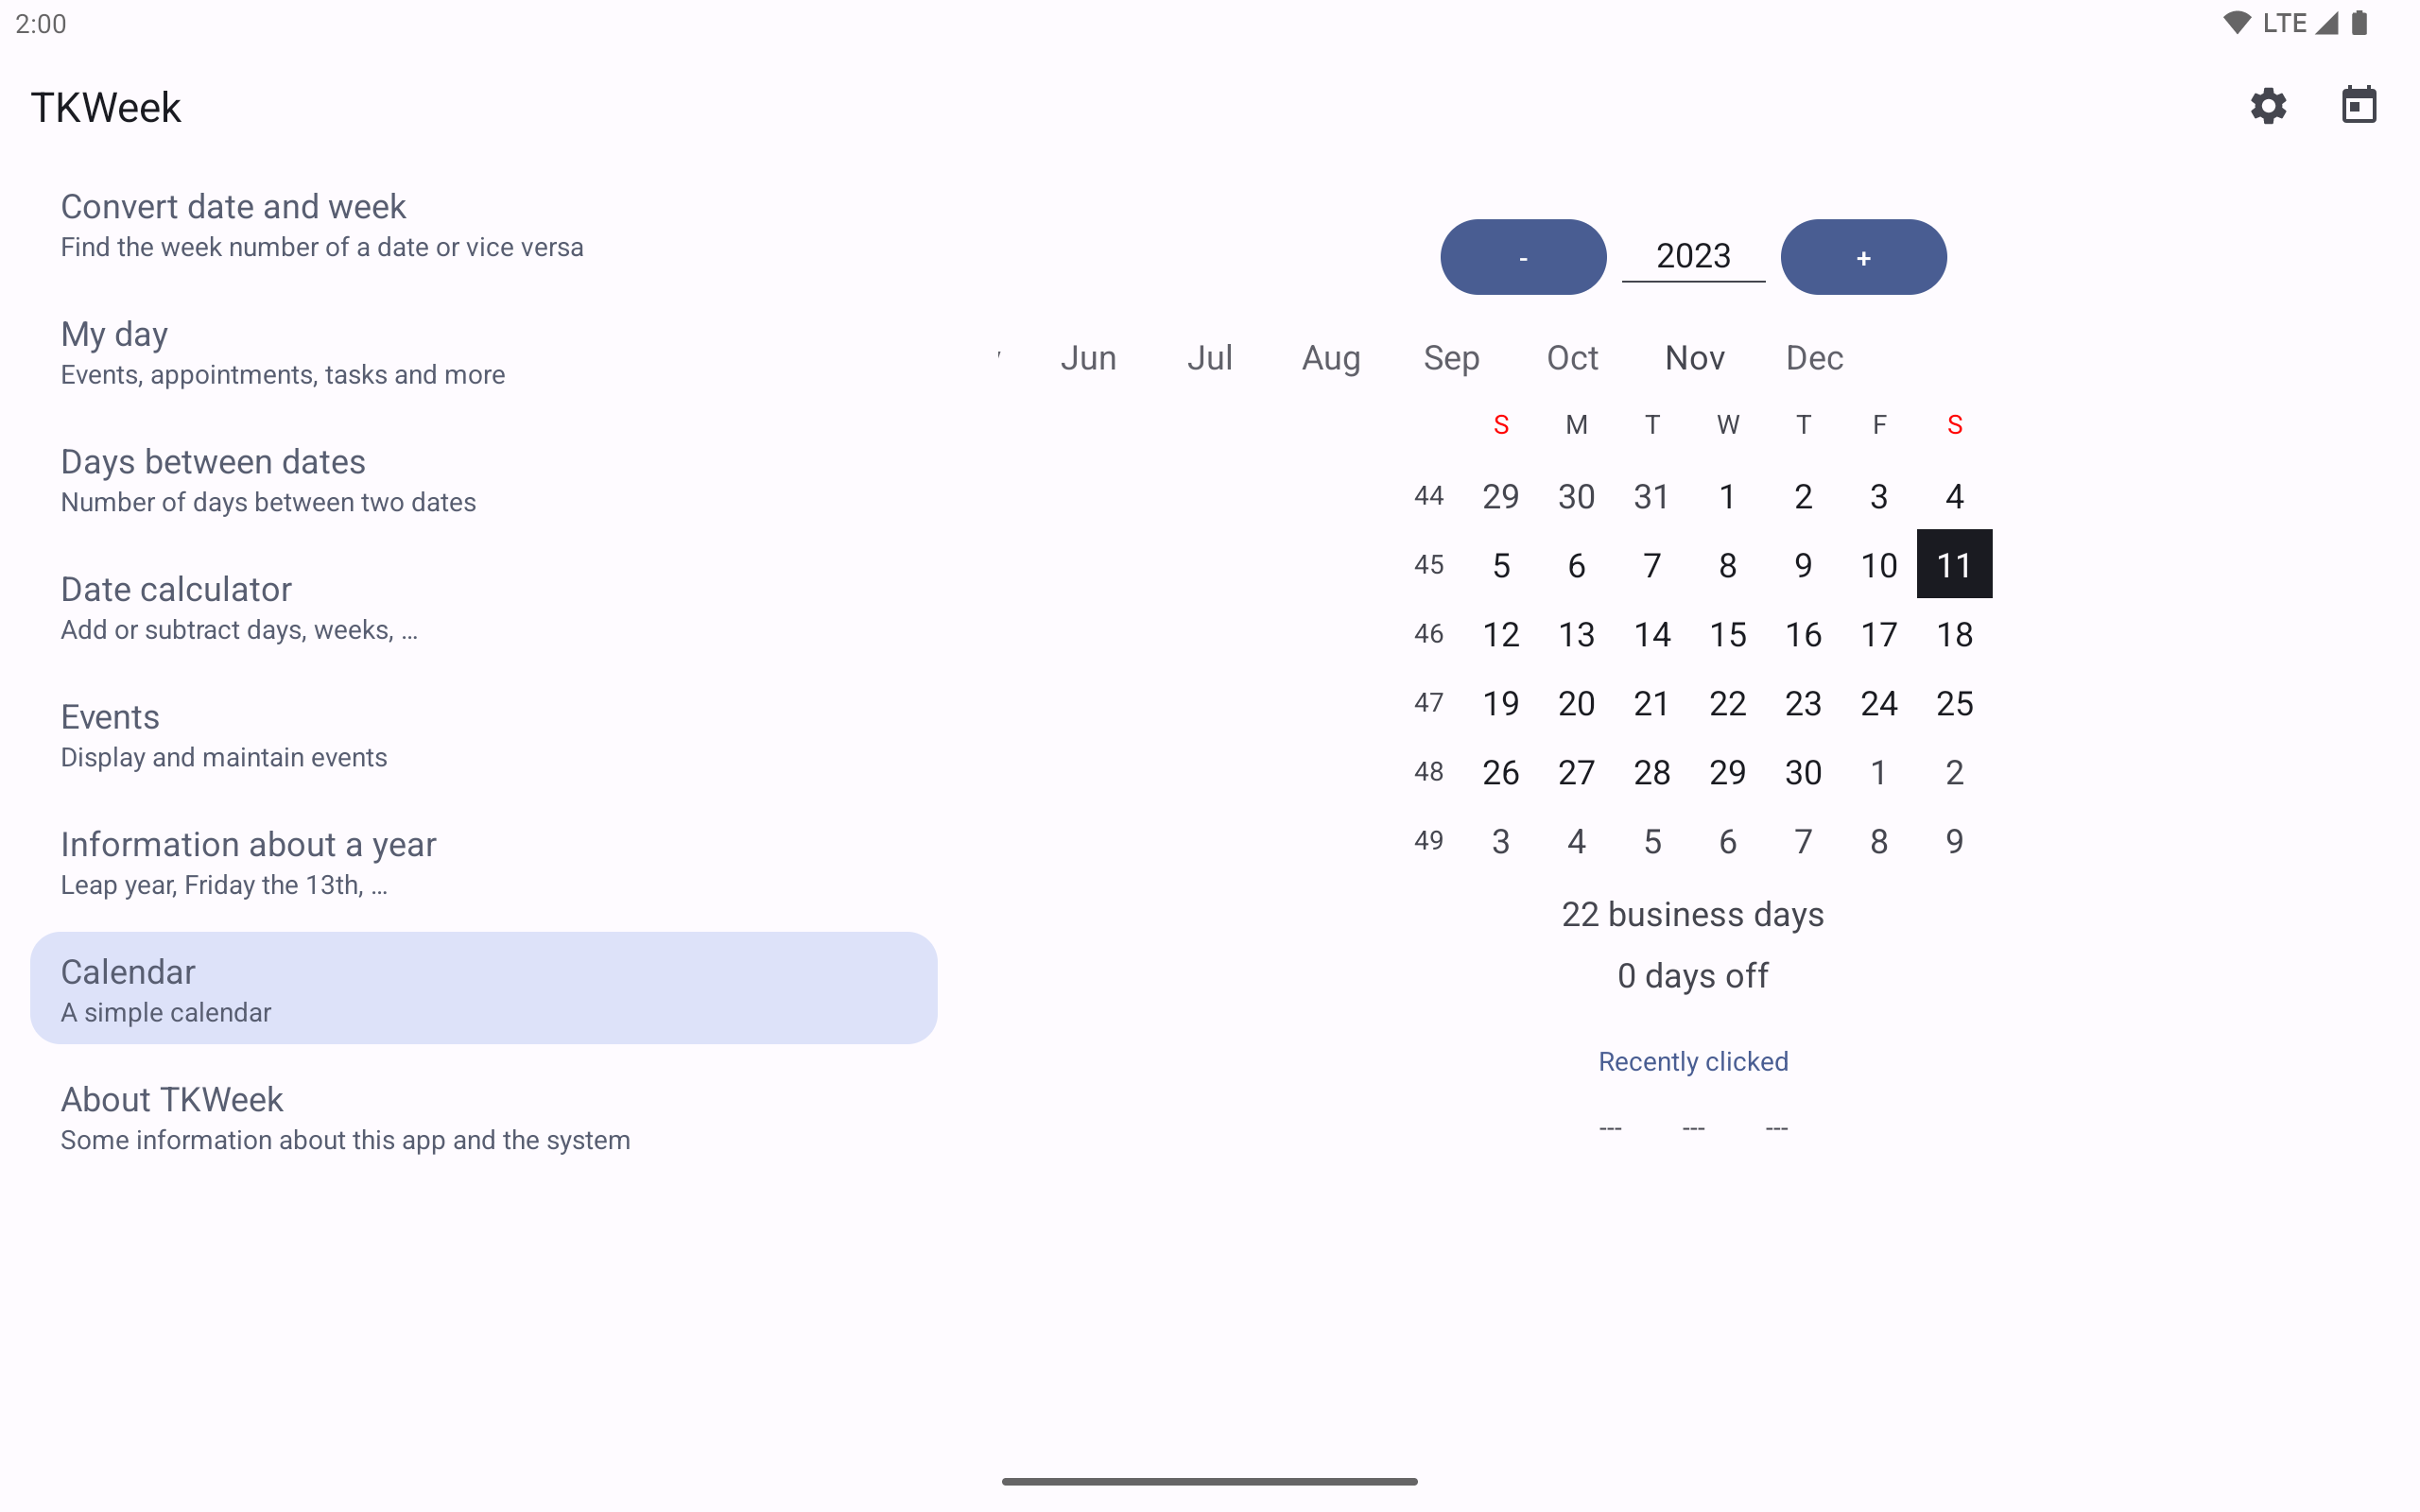 2:00
LTE
TKWeek
Convert date and week
Find the week number of a date or vice versa
My day
Events, appointments, tasks and more
Days between dates
Number of days between two dates
Date calculator
Add or subtract days, weeks, …
Events
Display and maintain events
Information about a year
Leap year, Friday the 13th, …
Calendar
A simple calendar
About TKWeek
Some information about this app and the system
- 2023 +
Jun Jul Aug Sep Oct Nov Dec
S M T W T F S
44 29 30 31 1 2 3 4
45 5 6 7 8 9 10 11
46 12 13 14 15 16 17 18
47 19 20 21 22 23 24 25
48 26 27 28 29 30 1 2
49 3 4 5 6 7 8 9
22 business days
0 days off
Recently clicked
--- --- ---